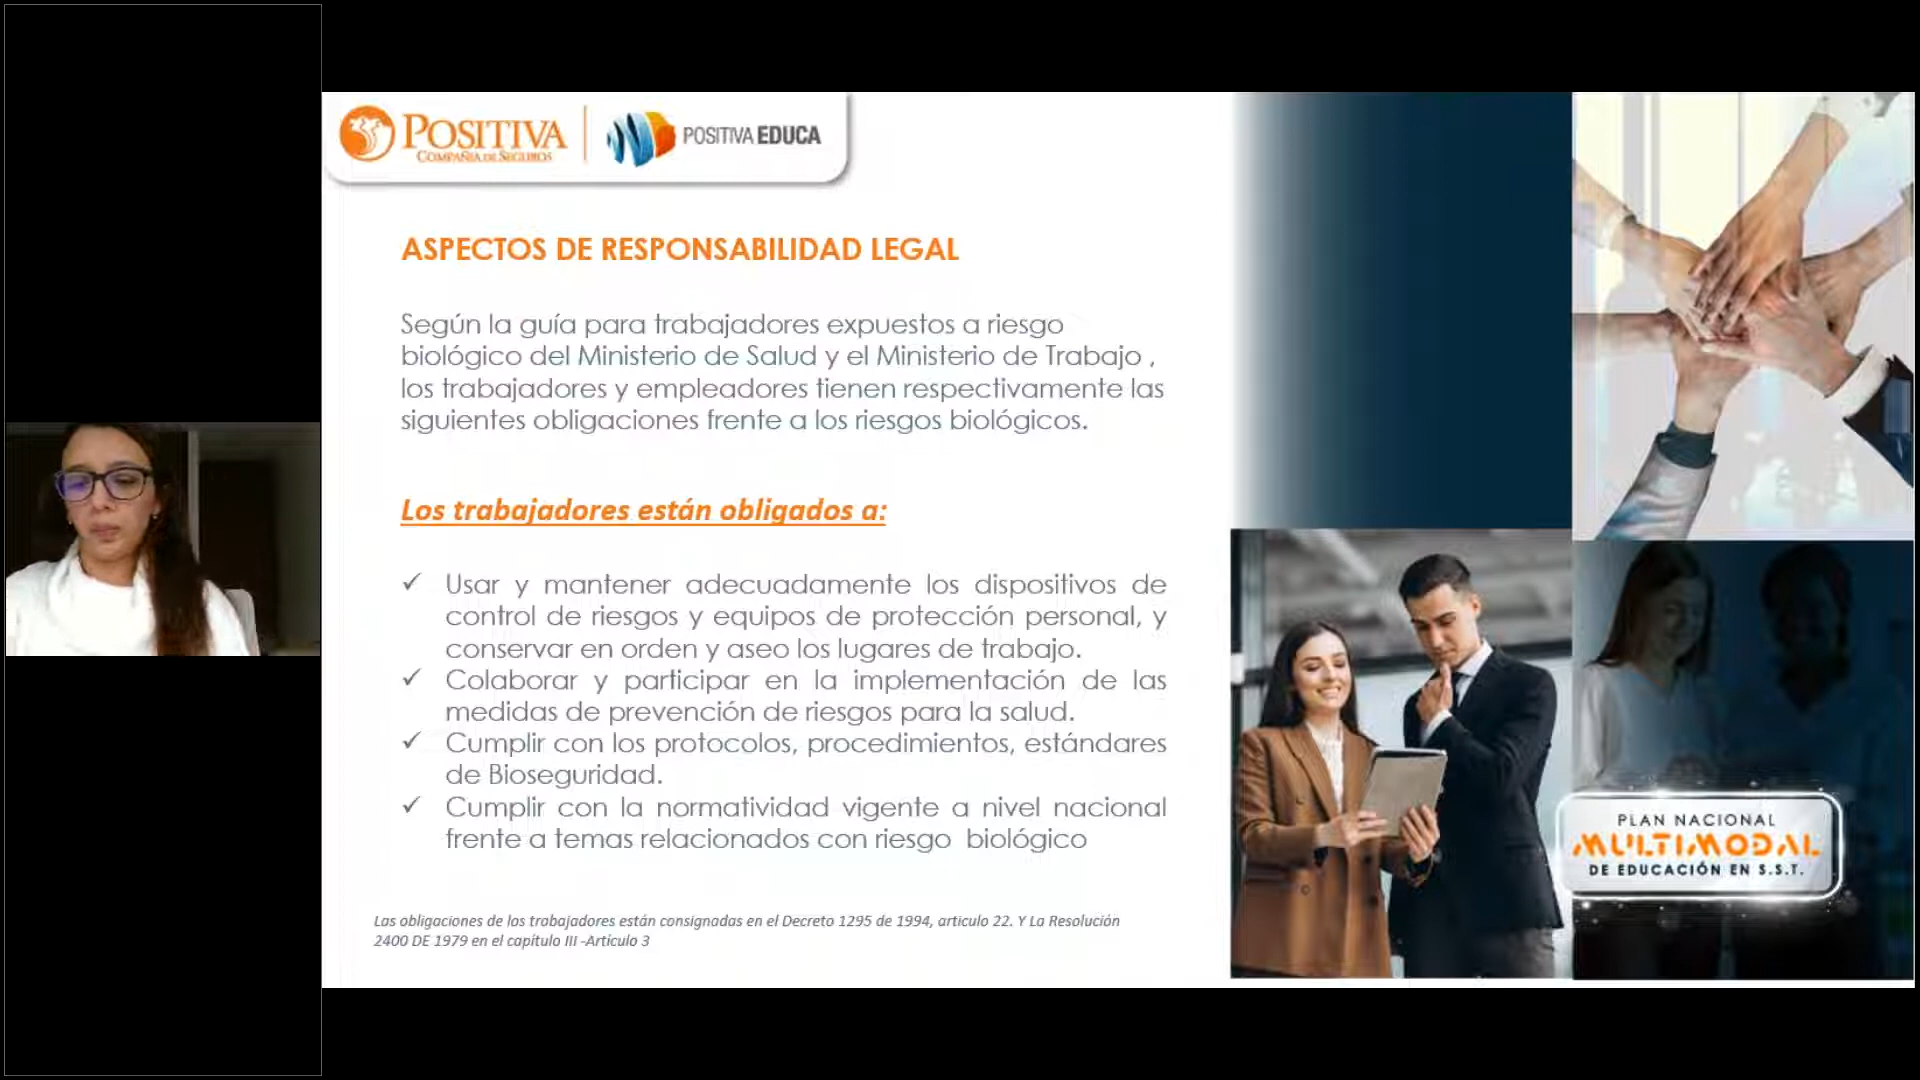 POSITIVA
COMPAÑIA DE SEGUROS
POSITIVA EDUCA
ASPECTOS DE RESPONSABILIDAD LEGAL
Según la guía para trabajadores expuestos a riesgo
biológico del Ministerio de Salud y el Ministerio de Trabajo ,
los trabajadores y empleadores tienen respectivamente las
siguientes obligaciones frente a los riesgos biológicos.
Los trabajadores están obligados a:
✓ Usar y mantener adecuadamente los dispositivos de
control de riesgos y equipos de protección personal, y
conservar en orden y aseo los lugares de trabajo.
✓ Colaborar y participar en la implementación de las
medidas de prevención de riesgos para la salud.
✓ Cumplir con los protocolos, procedimientos, estándares
de Bioseguridad.
✓ Cumplir con la normatividad vigente a nivel nacional
frente a temas relacionados con riesgo biológico
Las obligaciones de los trabajadores están consignadas en el Decreto 1295 de 1994, articulo 22. Y La Resolución
2400 DE 1979 en el capítulo III -Artículo 3
PLAN NACIONAL
MULTIMODAL
DE EDUCACIÓN EN S.S.T.